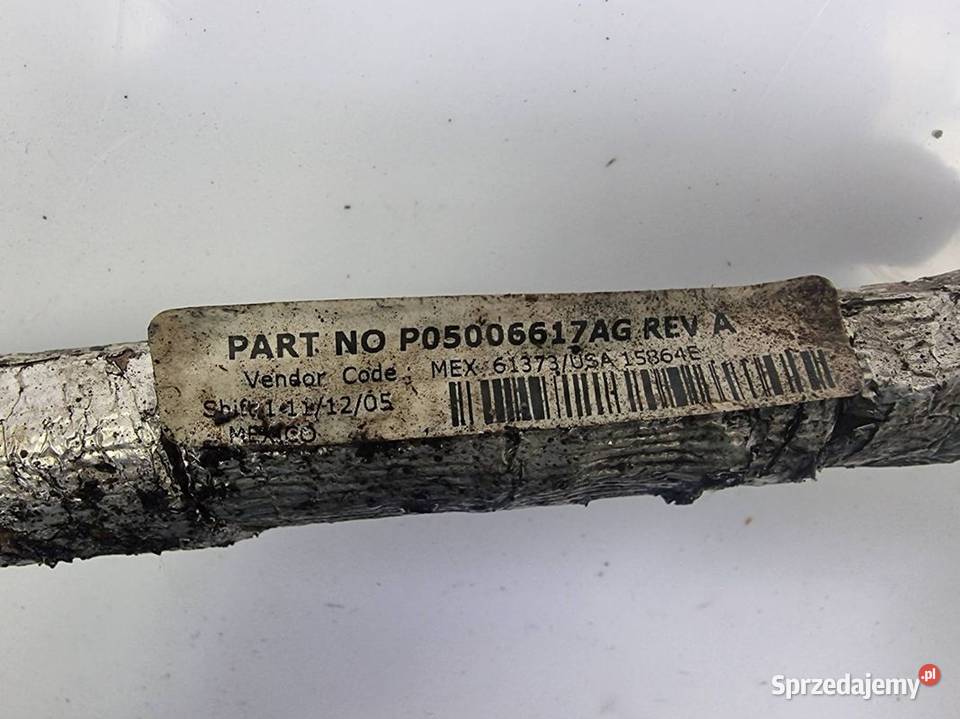 PART NO P05006617AG REV A
Vendor Code : MEX 61373/USA 15864E
Shift 1 11/12/05
MEXICO
Sprzedajemy.pl